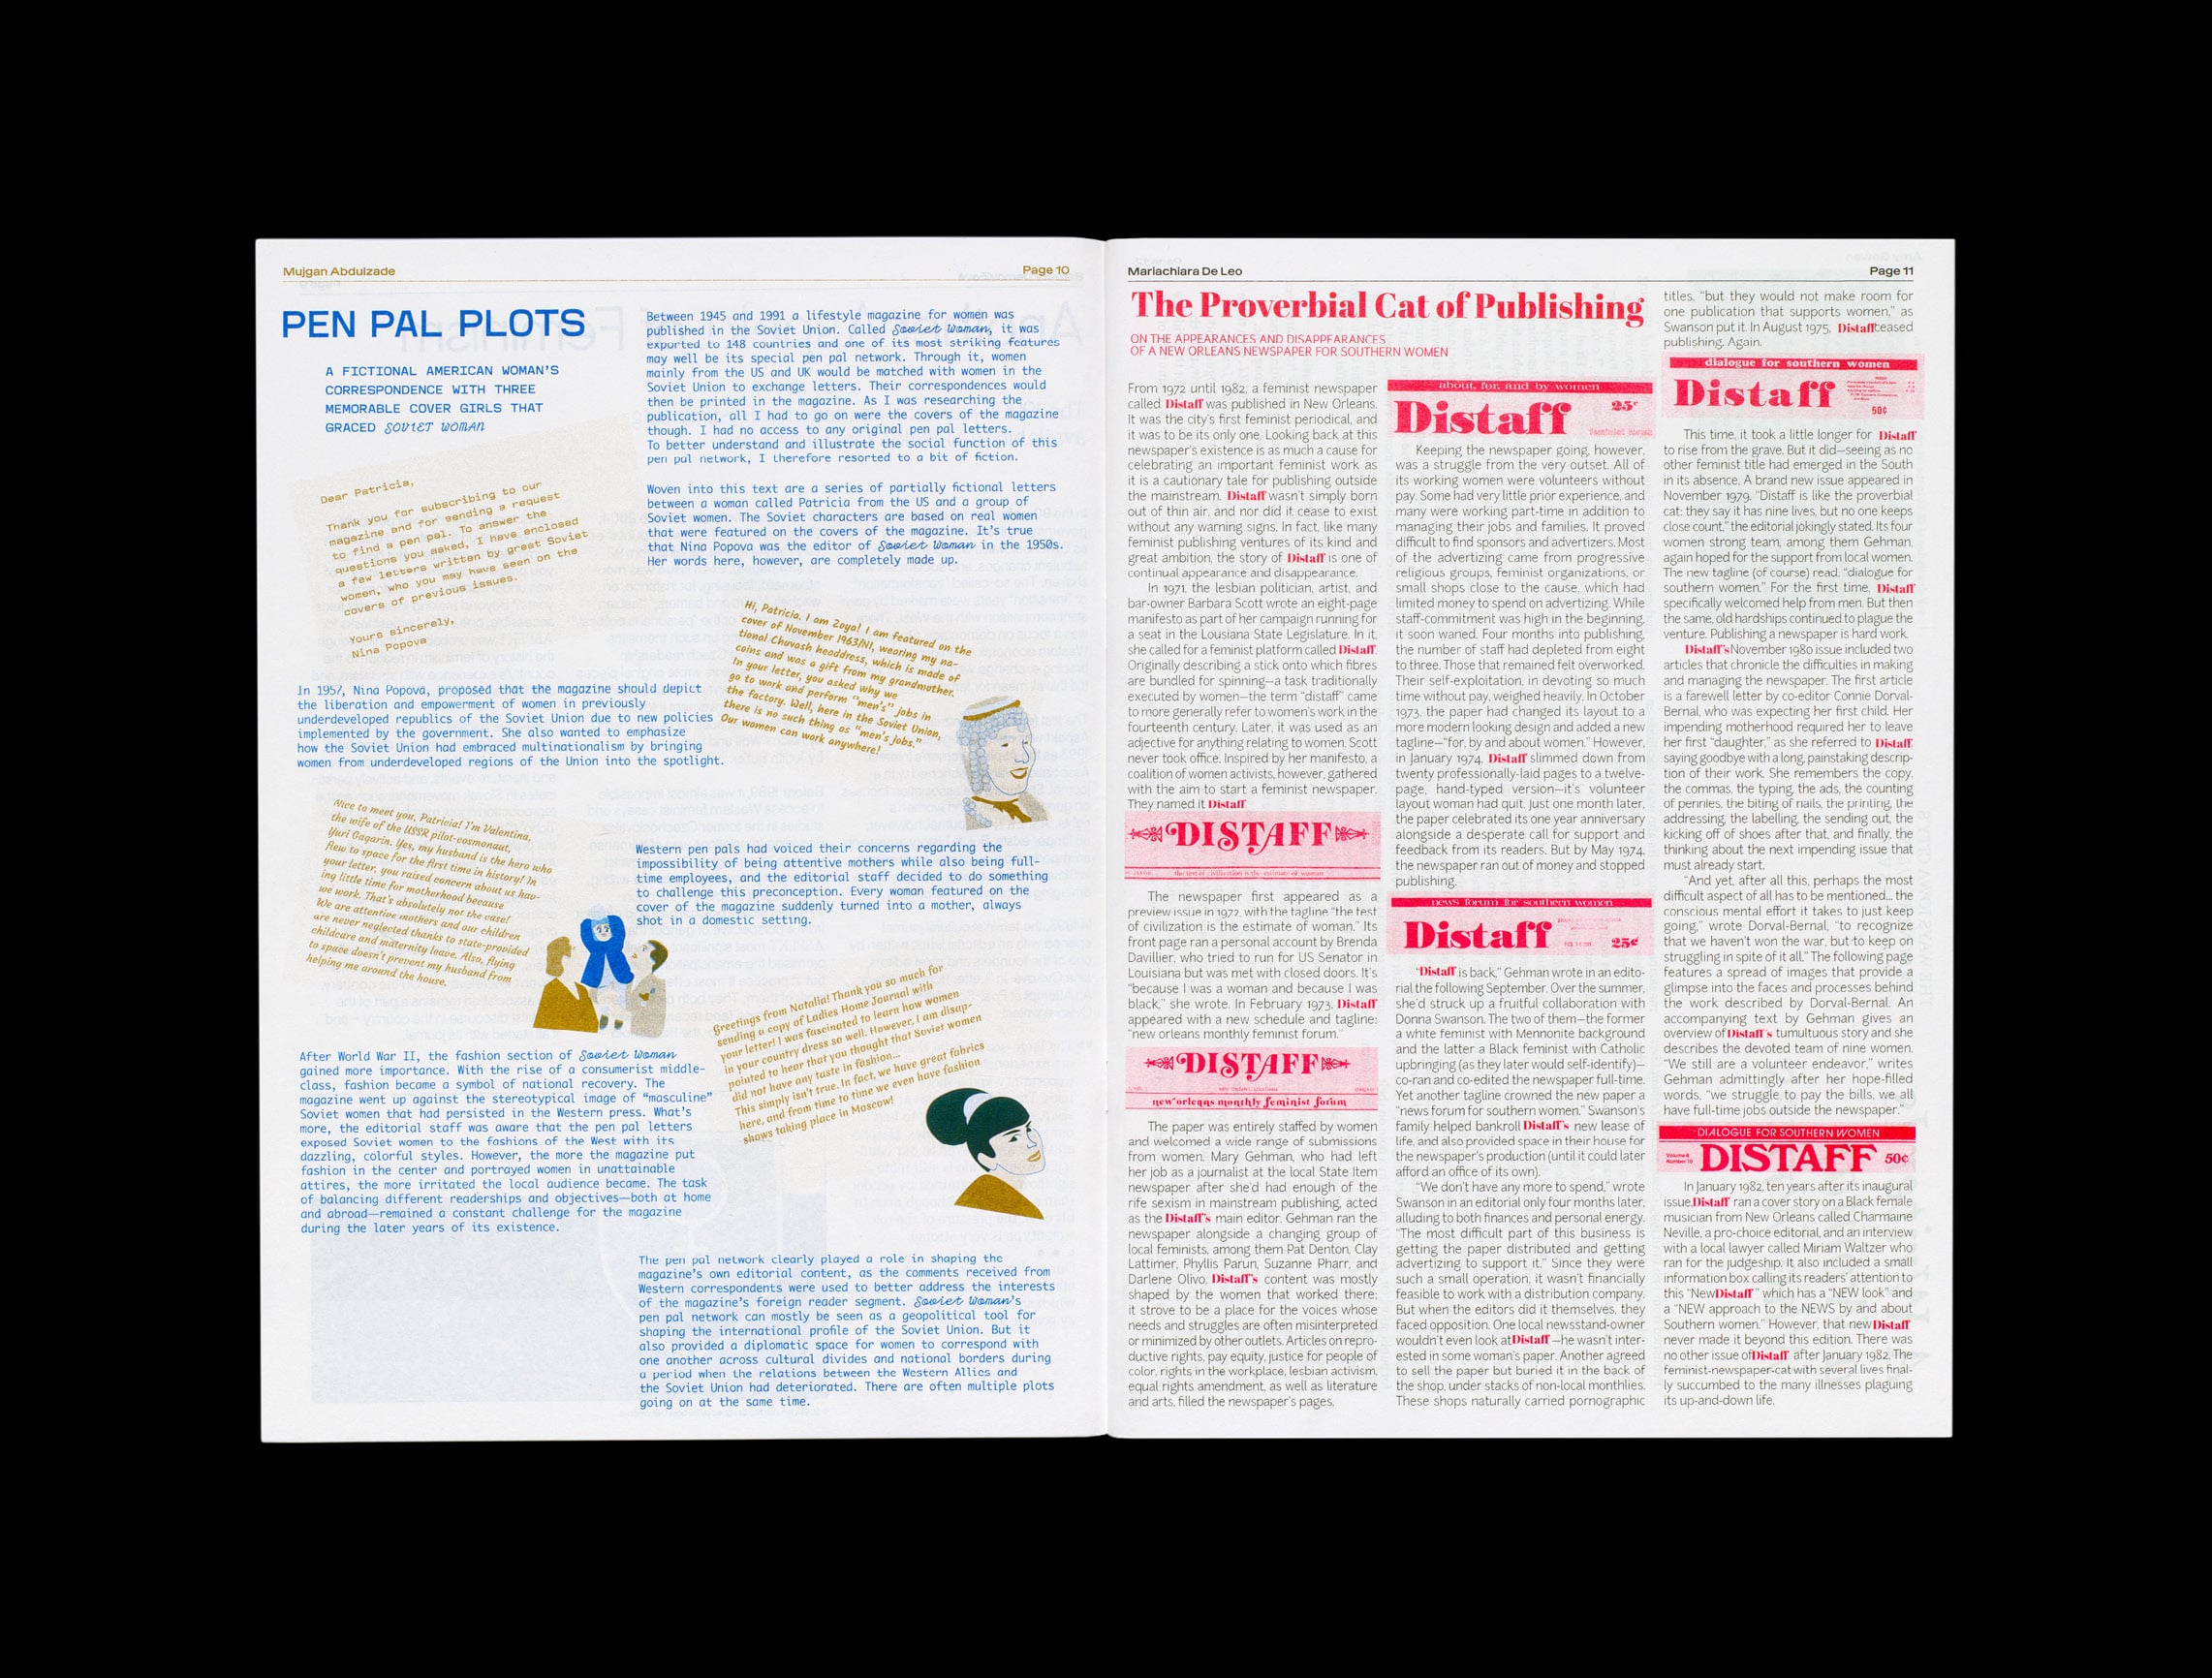 Mujgan Abdulzade
Page 10
PEN PAL PLOTS
A FICTIONAL AMERICAN WOMAN'S
CORRESPONDENCE WITH THREE
MEMORABLE COVER GIRLS THAT
GRACED SOVIET WOMAN
Between 1945 and 1991 a lifestyle magazine for women was
published in the Soviet Union. Called Soviet Woman, it was
exported to 148 countries and one of its most striking features
may well be its special pen pal network. Through it, women
mainly from the US and UK would be matched with women in the
Soviet Union to exchange letters. Their correspondences would
then be printed in the magazine. As I was researching the
publication, all I had to go on were the covers of the magazine
though. I had no access to any original pen pal letters.
To better understand and illustrate the social function of this
pen pal network, I therefore resorted to a bit of fiction.
Woven into this text are a series of partially fictional letters
between a woman called Patricia from the US and a group of
Soviet women. The Soviet characters are based on real women
that were featured on the covers of the magazine. It's true
that Nina Popova was the editor of Soviet Woman in the 1950s.
Her words here, however, are completely made up.
Dear Patricia,
Thank you for subscribing to our
magazine and for sending a request
to find a pen pal. To answer the
questions you asked, I have enclosed
a few letters written by great Soviet
women, who you may have seen on the
covers of previous issues.
Yours sincerely,
Nina Popova
Hi, Patricia. I am Zoya! I am featured on the
cover of November 1963/N1, wearing my na-
tional Chuvash headdress, which is made of
coins and was a gift from my grandmother.
In your letter, you asked why we
go to work and perform "men's" jobs in
the factory. Well, here in the Soviet Union,
there is no such thing as "men's jobs."
Our women can work anywhere!
In 1957, Nina Popova, proposed that the magazine should depict
the liberation and empowerment of women in previously
underdeveloped republics of the Soviet Union due to new policies
implemented by the government. She also wanted to emphasize
how the Soviet Union had embraced multinationalism by bringing
women from underdeveloped regions of the Union into the spotlight.
Nice to meet you, Patricia! I'm Valentina,
the wife of the USSR pilot-cosmonaut,
Yuri Gagarin. Yes, my husband is the hero who
flew to space for the first time in history! In
your letter, you raised concern about us hav-
ing little time for motherhood because
we work. That's absolutely not the case!
We are attentive mothers and our children
are never neglected thanks to state-provided
childcare and maternity leave. Also, flying
to space doesn't prevent my husband from
helping me around the house.
Western pen pals had voiced their concerns regarding the
impossibility of being attentive mothers while also being full-
time employees, and the editorial staff decided to do something
to challenge this preconception. Every woman featured on the
cover of the magazine suddenly turned into a mother, always
shot in a domestic setting.
Greetings from Natalia! Thank you so much for
sending a copy of Ladies Home Journal with
your letter! I was fascinated to learn how women
in your country dress so well. However, I am disap-
pointed to hear that you thought that Soviet women
did not have any taste in fashion...
This simply isn't true. In fact, we have great fabrics
here, and from time to time we even have fashion
shows taking place in Moscow!
After World War II, the fashion section of Soviet Woman
gained more importance. With the rise of a consumerist middle-
class, fashion became a symbol of national recovery. The
magazine went up against the stereotypical image of "masculine"
Soviet women that had persisted in the Western press. What's
more, the editorial staff was aware that the pen pal letters
exposed Soviet women to the fashions of the West with its
dazzling, colorful styles. However, the more the magazine put
fashion in the center and portrayed women in unattainable
attires, the more irritated the local audience became. The task
of balancing different readerships and objectives—both at home
and abroad—remained a constant challenge for the magazine
during the later years of its existence.
The pen pal network clearly played a role in shaping the
magazine's own editorial content, as the comments received from
Western correspondents were used to better address the interests
of the magazine's foreign reader segment. Soviet Woman's
pen pal network can mostly be seen as a geopolitical tool for
shaping the international profile of the Soviet Union. But it
also provided a diplomatic space for women to correspond with
one another across cultural divides and national borders during
a period when the relations between the Western Allies and
the Soviet Union had deteriorated. There are often multiple plots
going on at the same time.
Mariachiara De Leo
Page 11
The Proverbial Cat of Publishing
ON THE APPEARANCES AND DISAPPEARANCES
OF A NEW ORLEANS NEWSPAPER FOR SOUTHERN WOMEN
From 1972 until 1982, a feminist newspaper
called Distaff was published in New Orleans.
It was the city's first feminist periodical, and
it was to be its only one. Looking back at this
newspaper's existence is as much a cause for
celebrating an important feminist work as
it is a cautionary tale for publishing outside
the mainstream. Distaff wasn't simply born
out of thin air, and nor did it cease to exist
without any warning signs. In fact, like many
feminist publishing ventures of its kind and
great ambition, the story of Distaff is one of
continual appearance and disappearance.
In 1971, the lesbian politician, artist, and
bar-owner Barbara Scott wrote an eight-page
manifesto as part of her campaign running for
a seat in the Lousiana State Legislature. In it,
she called for a feminist platform called Distaff.
Originally describing a stick onto which fibres
are bundled for spinning—a task traditionally
executed by women—the term "distaff" came
to more generally refer to women's work in the
fourteenth century. Later, it was used as an
adjective for anything relating to women. Scott
never took office. Inspired by her manifesto, a
coalition of women activists, however, gathered
with the aim to start a feminist newspaper.
They named it Distaff.
DISTAFF
the test of civilization is the estimate of woman
The newspaper first appeared as a
preview issue in 1972, with the tagline "the test
of civilization is the estimate of woman." Its
front page ran a personal account by Brenda
Davillier, who tried to run for US Senator in
Louisiana but was met with closed doors. It's
"because I was a woman and because I was
black," she wrote. In February 1973, Distaff
appeared with a new schedule and tagline:
"new orleans monthly feminist forum."
DISTAFF
NEW ORLEANS, LOUISIANA
new orleans monthly feminist forum
The paper was entirely staffed by women
and welcomed a wide range of submissions
from women. Mary Gehman, who had left
her job as a journalist at the local State Item
newspaper after she'd had enough of the
rife sexism in mainstream publishing, acted
as the Distaff's main editor. Gehman ran the
newspaper alongside a changing group of
local feminists, among them Pat Denton, Clay
Lattimer, Phyllis Parun, Suzanne Pharr, and
Darlene Olivo. Distaff's content was mostly
shaped by the women that worked there;
it strove to be a place for the voices whose
needs and struggles are often misinterpreted
or minimized by other outlets. Articles on repro-
ductive rights, pay equity, justice for people of
color, rights in the workplace, lesbian activism,
equal rights amendment, as well as literature
and arts, filled the newspaper's pages.
about, for, and by women
Distaff
25¢
Keeping the newspaper going, however,
was a struggle from the very outset. All of
its working women were volunteers without
pay. Some had very little prior experience, and
many were working part-time in addition to
managing their jobs and families. It proved
difficult to find sponsors and advertizers. Most
of the advertizing came from progressive
religious groups, feminist organizations, or
small shops close to the cause, which had
limited money to spend on advertizing. While
staff-commitment was high in the beginning,
it soon waned. Four months into publishing,
the number of staff had depleted from eight
to three. Those that remained felt overworked.
Their self-exploitation, in devoting so much
time without pay, weighed heavily. In October
1973, the paper had changed its layout to a
more modern looking design and added a new
tagline—"for, by and about women." However,
in January 1974, Distaff slimmed down from
twenty professionally-laid pages to a twelve-
page, hand-typed version—it's volunteer
layout woman had quit. Just one month later,
the paper celebrated its one year anniversary
alongside a desperate call for support and
feedback from its readers. But by May 1974,
the newspaper ran out of money and stopped
publishing.
news forum for southern women
Distaff
25¢
"Distaff is back," Gehman wrote in an edito-
rial the following September. Over the summer,
she'd struck up a fruitful collaboration with
Donna Swanson. The two of them—the former
a white feminist with Mennonite background
and the latter a Black feminist with Catholic
upbringing (as they later would self-identify)—
co-ran and co-edited the newspaper full-time.
Yet another tagline crowned the new paper a
"news forum for southern women." Swanson's
family helped bankroll Distaff's new lease of
life, and also provided space in their house for
the newspaper's production (until it could later
afford an office of its own).
"We don't have any more to spend," wrote
Swanson in an editorial only four months later,
alluding to both finances and personal energy.
"The most difficult part of this business is
getting the paper distributed and getting
advertizing to support it." Since they were
such a small operation, it wasn't financially
feasible to work with a distribution company.
But when the editors did it themselves, they
faced opposition. One local newsstand-owner
wouldn't even look at Distaff—he wasn't inter-
ested in some woman's paper. Another agreed
to sell the paper but buried it in the back of
the shop, under stacks of non-local monthlies.
These shops naturally carried pornographic
titles, "but they would not make room for
one publication that supports women," as
Swanson put it. In August 1975, Distaff ceased
publishing. Again.
dialogue for southern women
Distaff
50¢
This time, it took a little longer for Distaff
to rise from the grave. But it did—seeing as no
other feminist title had emerged in the South
in its absence. A brand new issue appeared in
November 1979. "Distaff is like the proverbial
cat; they say it has nine lives, but no one keeps
close count," the editorial jokingly stated. Its four
women strong team, among them Gehman,
again hoped for the support from local women.
The new tagline (of course) read, "dialogue for
southern women." For the first time, Distaff
specifically welcomed help from men. But then
the same, old hardships continued to plague the
venture. Publishing a newspaper is hard work.
Distaff's November 1980 issue included two
articles that chronicle the difficulties in making
and managing the newspaper. The first article
is a farewell letter by co-editor Connie Dorval-
Bernal, who was expecting her first child. Her
impending motherhood required her to leave
her first "daughter," as she referred to Distaff,
saying goodbye with a long, painstaking descrip-
tion of their work. She remembers the copy,
the commas, the typing, the ads, the counting
of pennies, the biting of nails, the printing, the
addressing, the labelling, the sending out, the
kicking off of shoes after that, and finally, the
thinking about the next impending issue that
must already start.
"And yet, after all this, perhaps the most
difficult aspect of all has to be mentioned... the
conscious mental effort it takes to just keep
going," wrote Dorval-Bernal, "to recognize
that we haven't won the war, but to keep on
struggling in spite of it all." The following page
features a spread of images that provide a
glimpse into the faces and processes behind
the work described by Dorval-Bernal. An
accompanying text by Gehman gives an
overview of Distaff's tumultuous story and she
describes the devoted team of nine women.
"We still are a volunteer endeavor," writes
Gehman admittingly after her hope-filled
words, "we struggle to pay the bills, we all
have full-time jobs outside the newspaper."
DIALOGUE FOR SOUTHERN WOMEN
Volume 8
Number 10
DISTAFF 50¢
In January 1982, ten years after its inaugural
issue, Distaff ran a cover story on a Black female
musician from New Orleans called Charmaine
Neville, a pro-choice editorial, and an interview
with a local lawyer called Miriam Waltzer who
ran for the judgeship. It also included a small
information box calling its readers' attention to
this "New Distaff" which has a "NEW look" and
a "NEW approach to the NEWS by and about
Southern women." However, that new Distaff
never made it beyond this edition. There was
no other issue of Distaff after January 1982. The
feminist-newspaper-cat with several lives final-
ly succumbed to the many illnesses plaguing
its up-and-down life.